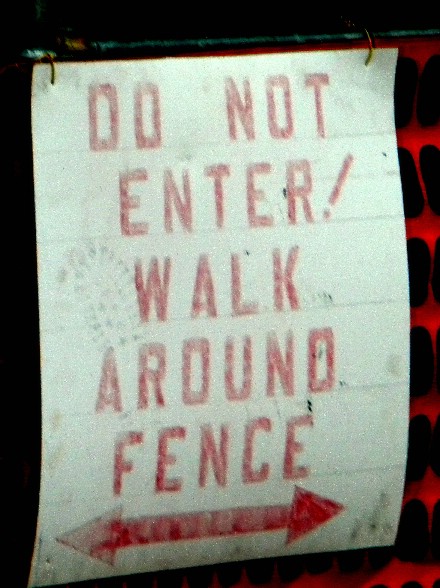 DO NOT
ENTER!
WALK
AROUND
FENCE